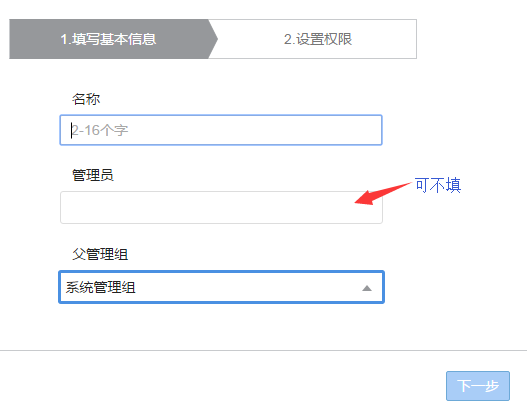 1.填写基本信息
2.设置权限
名称
2-16个字
管理员
可不填
父管理组
系统管理组
下一步